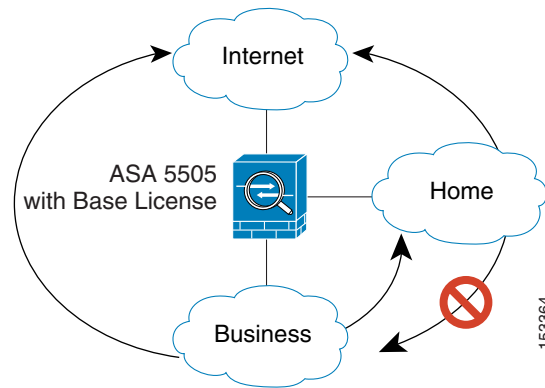 Internet
ASA 5505
with Base License
Home
Business
153364